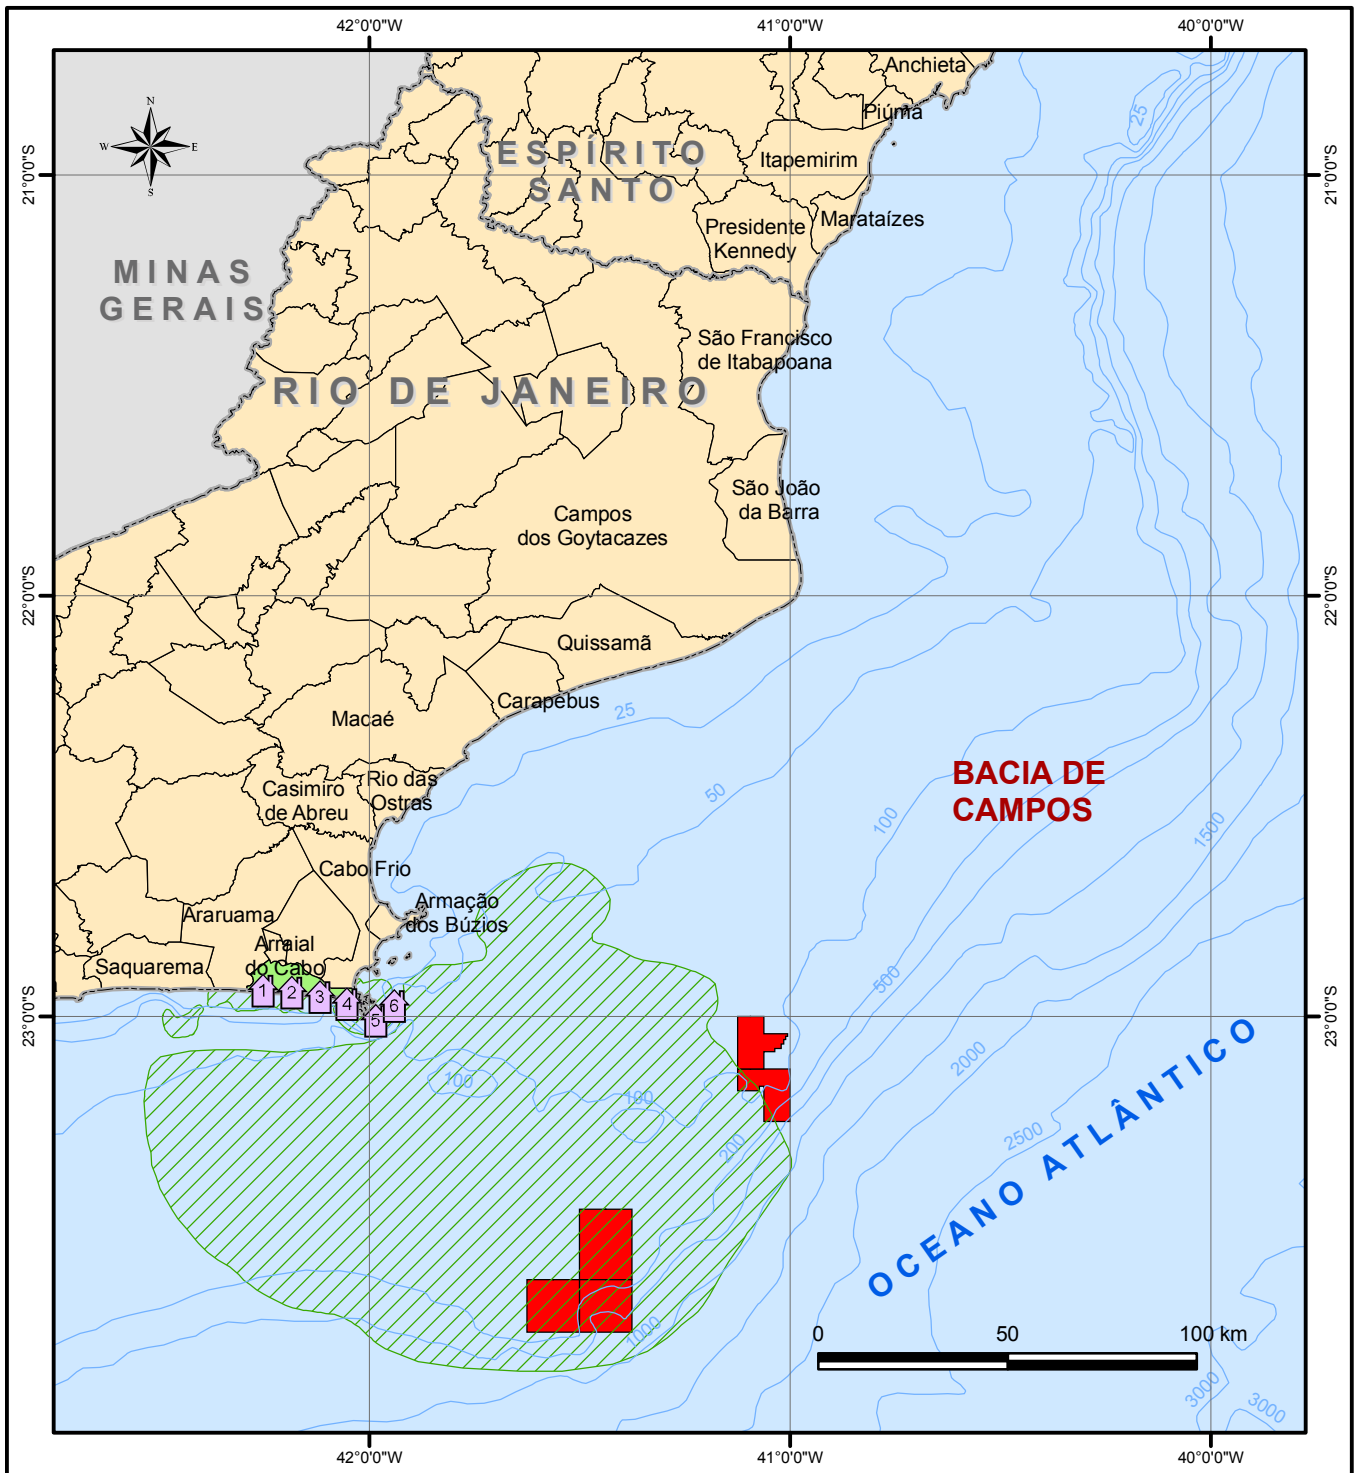 42°0'0"W
41°0'0"W
40°0'0"W
Anchieta
Piúma
25
N
W
E
S
ESPÍRITO
SANTO
Itapemirim
21°0'0"S
21°0'0"S
Marataízes
Presidente
Kennedy
MINAS
GERAIS
São Francisco
de Itabapoana
RIO DE JANEIRO
São João
da Barra
Campos
dos Goytacazes
22°0'0"S
22°0'0"S
Quissamã
Carapebus
25
Macaé
BACIA DE
CAMPOS
Rio das
Ostras
Casimiro
de Abreu
50
100
1500
Cabo Frio
Armação
dos Búzios
Araruama
Arraial
do Cabo
Saquarema
500
1
2
3
4
5
6
23°0'0"S
23°0'0"S
2000
100
100
200
2500
OCEANO ATLÂNTICO
1000
0
50
100 km
3000
3000
42°0'0"W
41°0'0"W
40°0'0"W